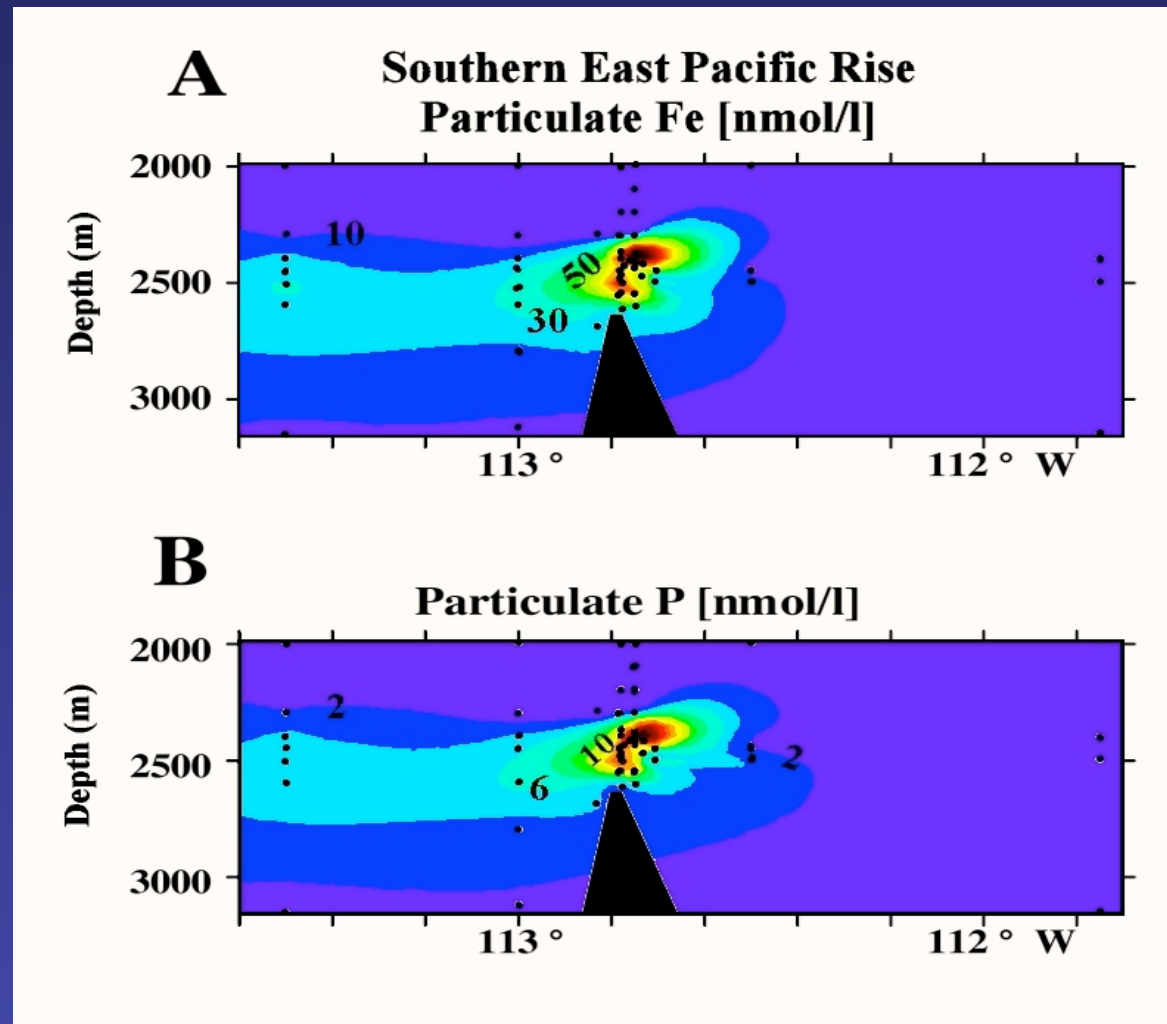 A
Southern East Pacific Rise
Particulate Fe [nmol/l]
2000
10
50
2500
30
3000
Depth (m)
113 °
112 ° W
B
Particulate P [nmol/l]
2000
2
10
2
2500
6
3000
Depth (m)
113 °
112 ° W